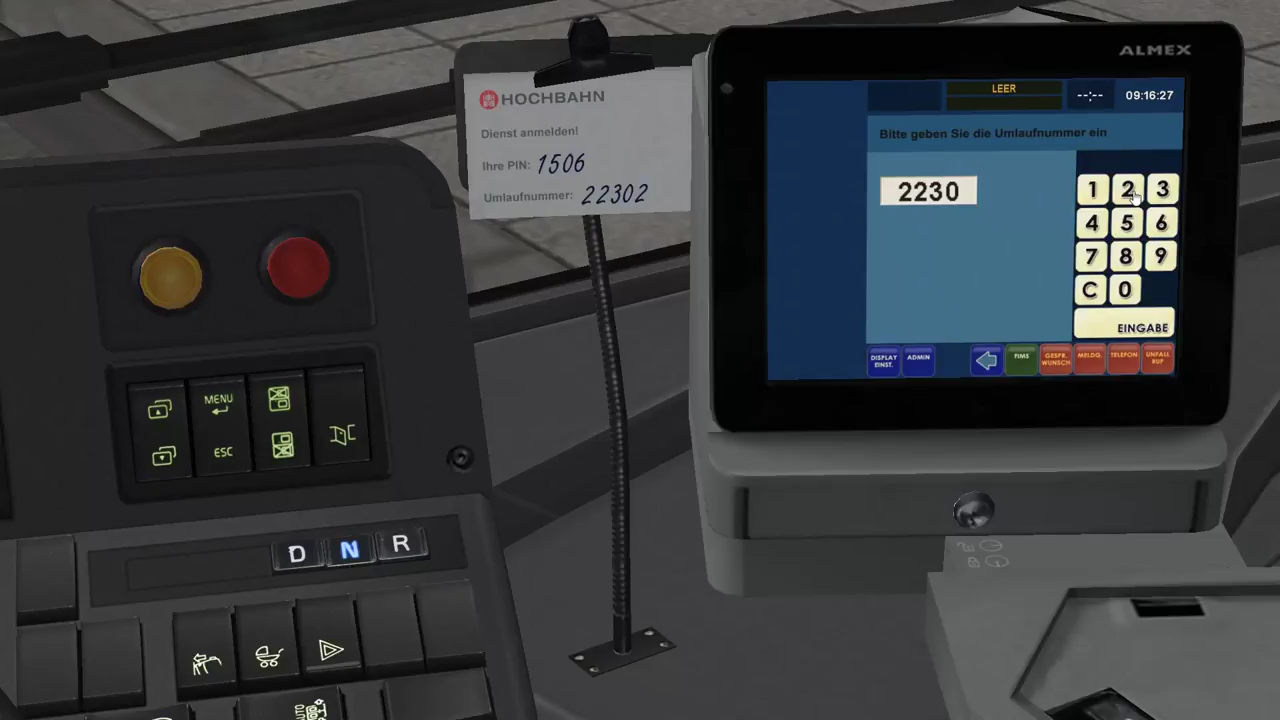 ALMEX
LEER
--:-- 09:16:27
Bitte geben Sie die Umlaufnummer ein
2230
1 2 3
4 5 6
7 8 9
C 0
EINGABE
DISPLAY EINST.
ADMIN
FIMS
GESPR. WUNSCH
MELDG.
TELEFON
UNFALL RUF
HOCHBAHN
Dienst anmelden!
Ihre PIN: 1506
Umlaufnummer: 22302
MENU
ESC
D N R